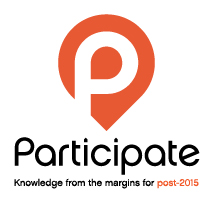 P
Participate
Knowledge from the margins for post-2015